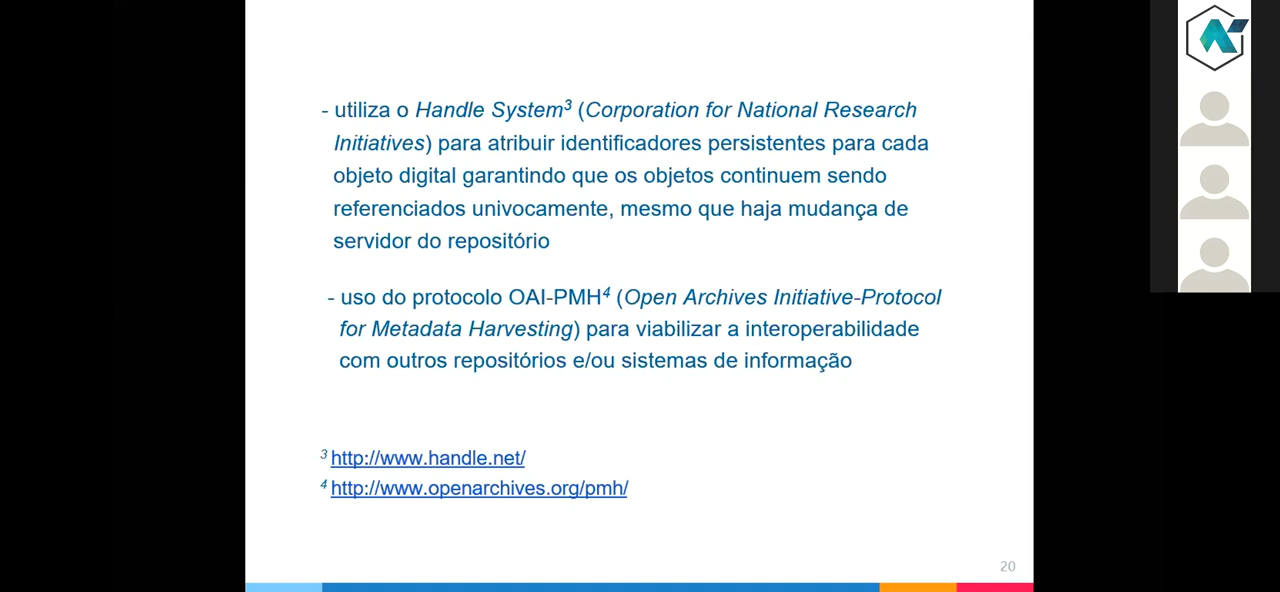 - utiliza o Handle System³ (Corporation for National Research
Initiatives) para atribuir identificadores persistentes para cada
objeto digital garantindo que os objetos continuem sendo
referenciados univocamente, mesmo que haja mudança de
servidor do repositório
- uso do protocolo OAI-PMH⁴ (Open Archives Initiative-Protocol
for Metadata Harvesting) para viabilizar a interoperabilidade
com outros repositórios e/ou sistemas de informação
³ http://www.handle.net/
⁴ http://www.openarchives.org/pmh/
20